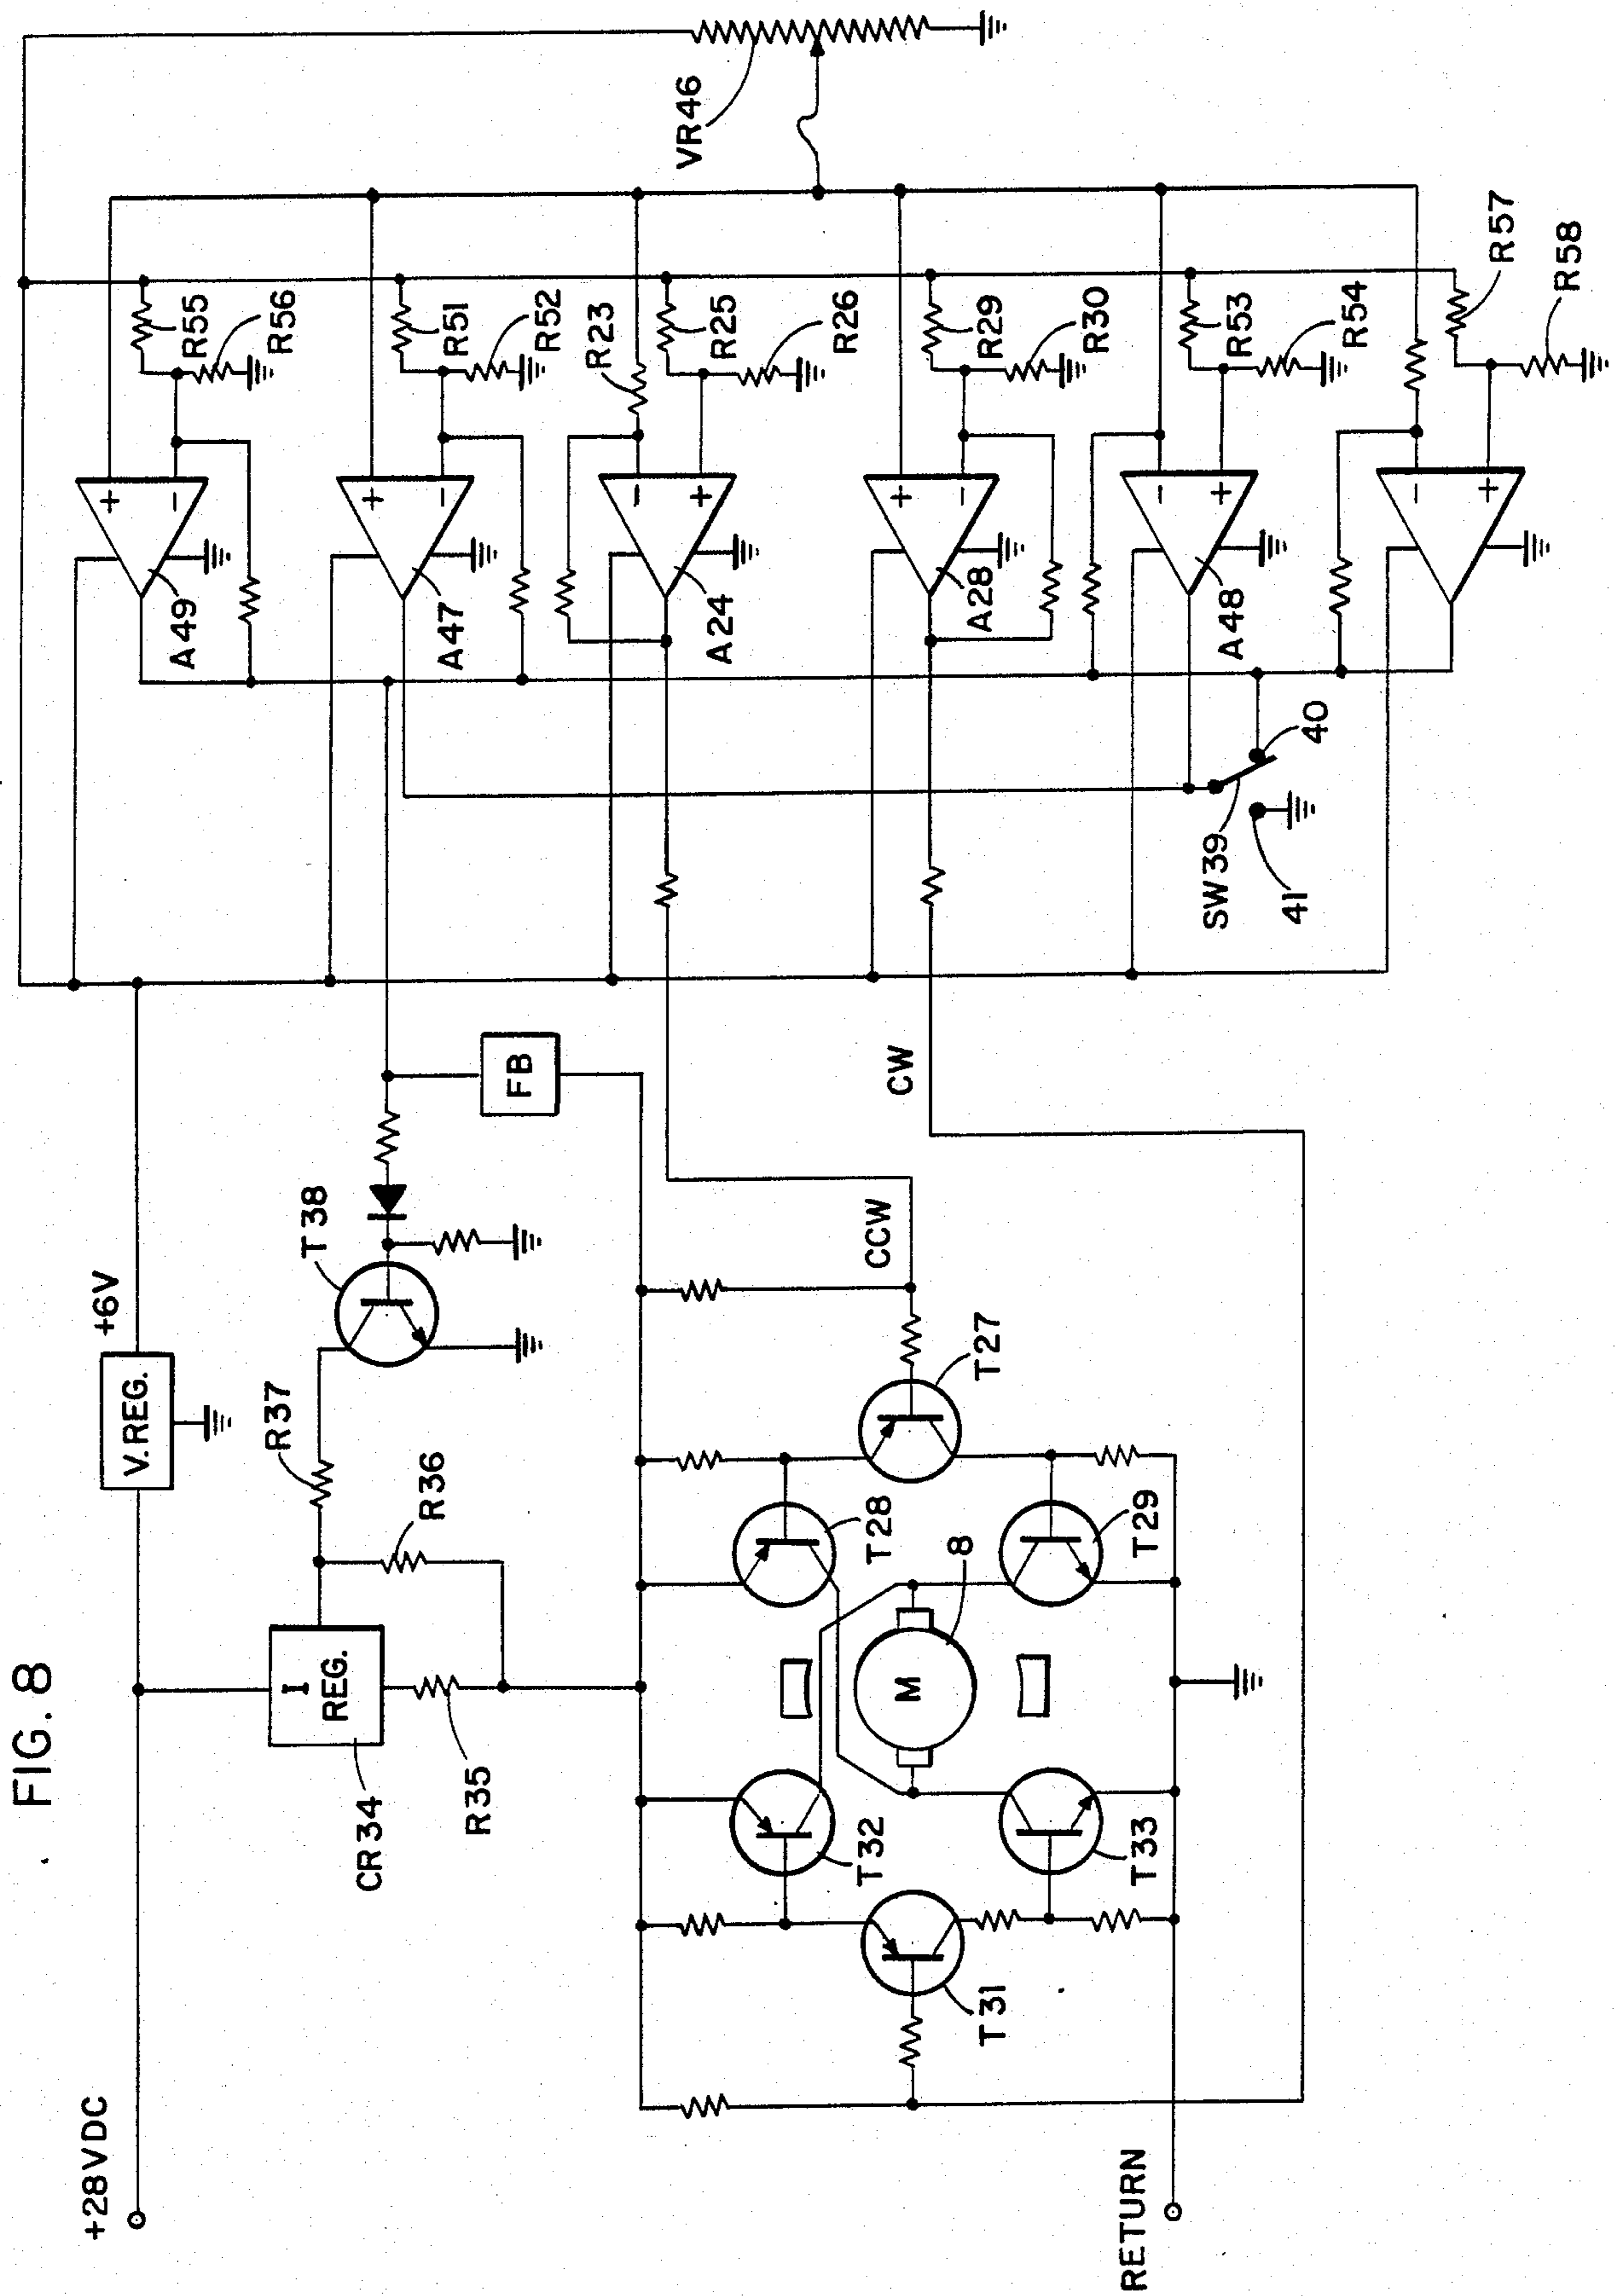 FIG. 8
+28VDC
RETURN
V.REG.
+6V
I
REG.
CR34
R35
R36
R37
T38
FB
CCW
CW
T27
T28
T29
8
M
T31
T32
T33
A49
+
-
R55
R56
A47
+
-
R51
R52
A24
-
+
R23
R25
R26
A28
+
-
R29
R30
A48
-
+
R53
R54
-
+
R57
R58
SW39
40
41
VR46